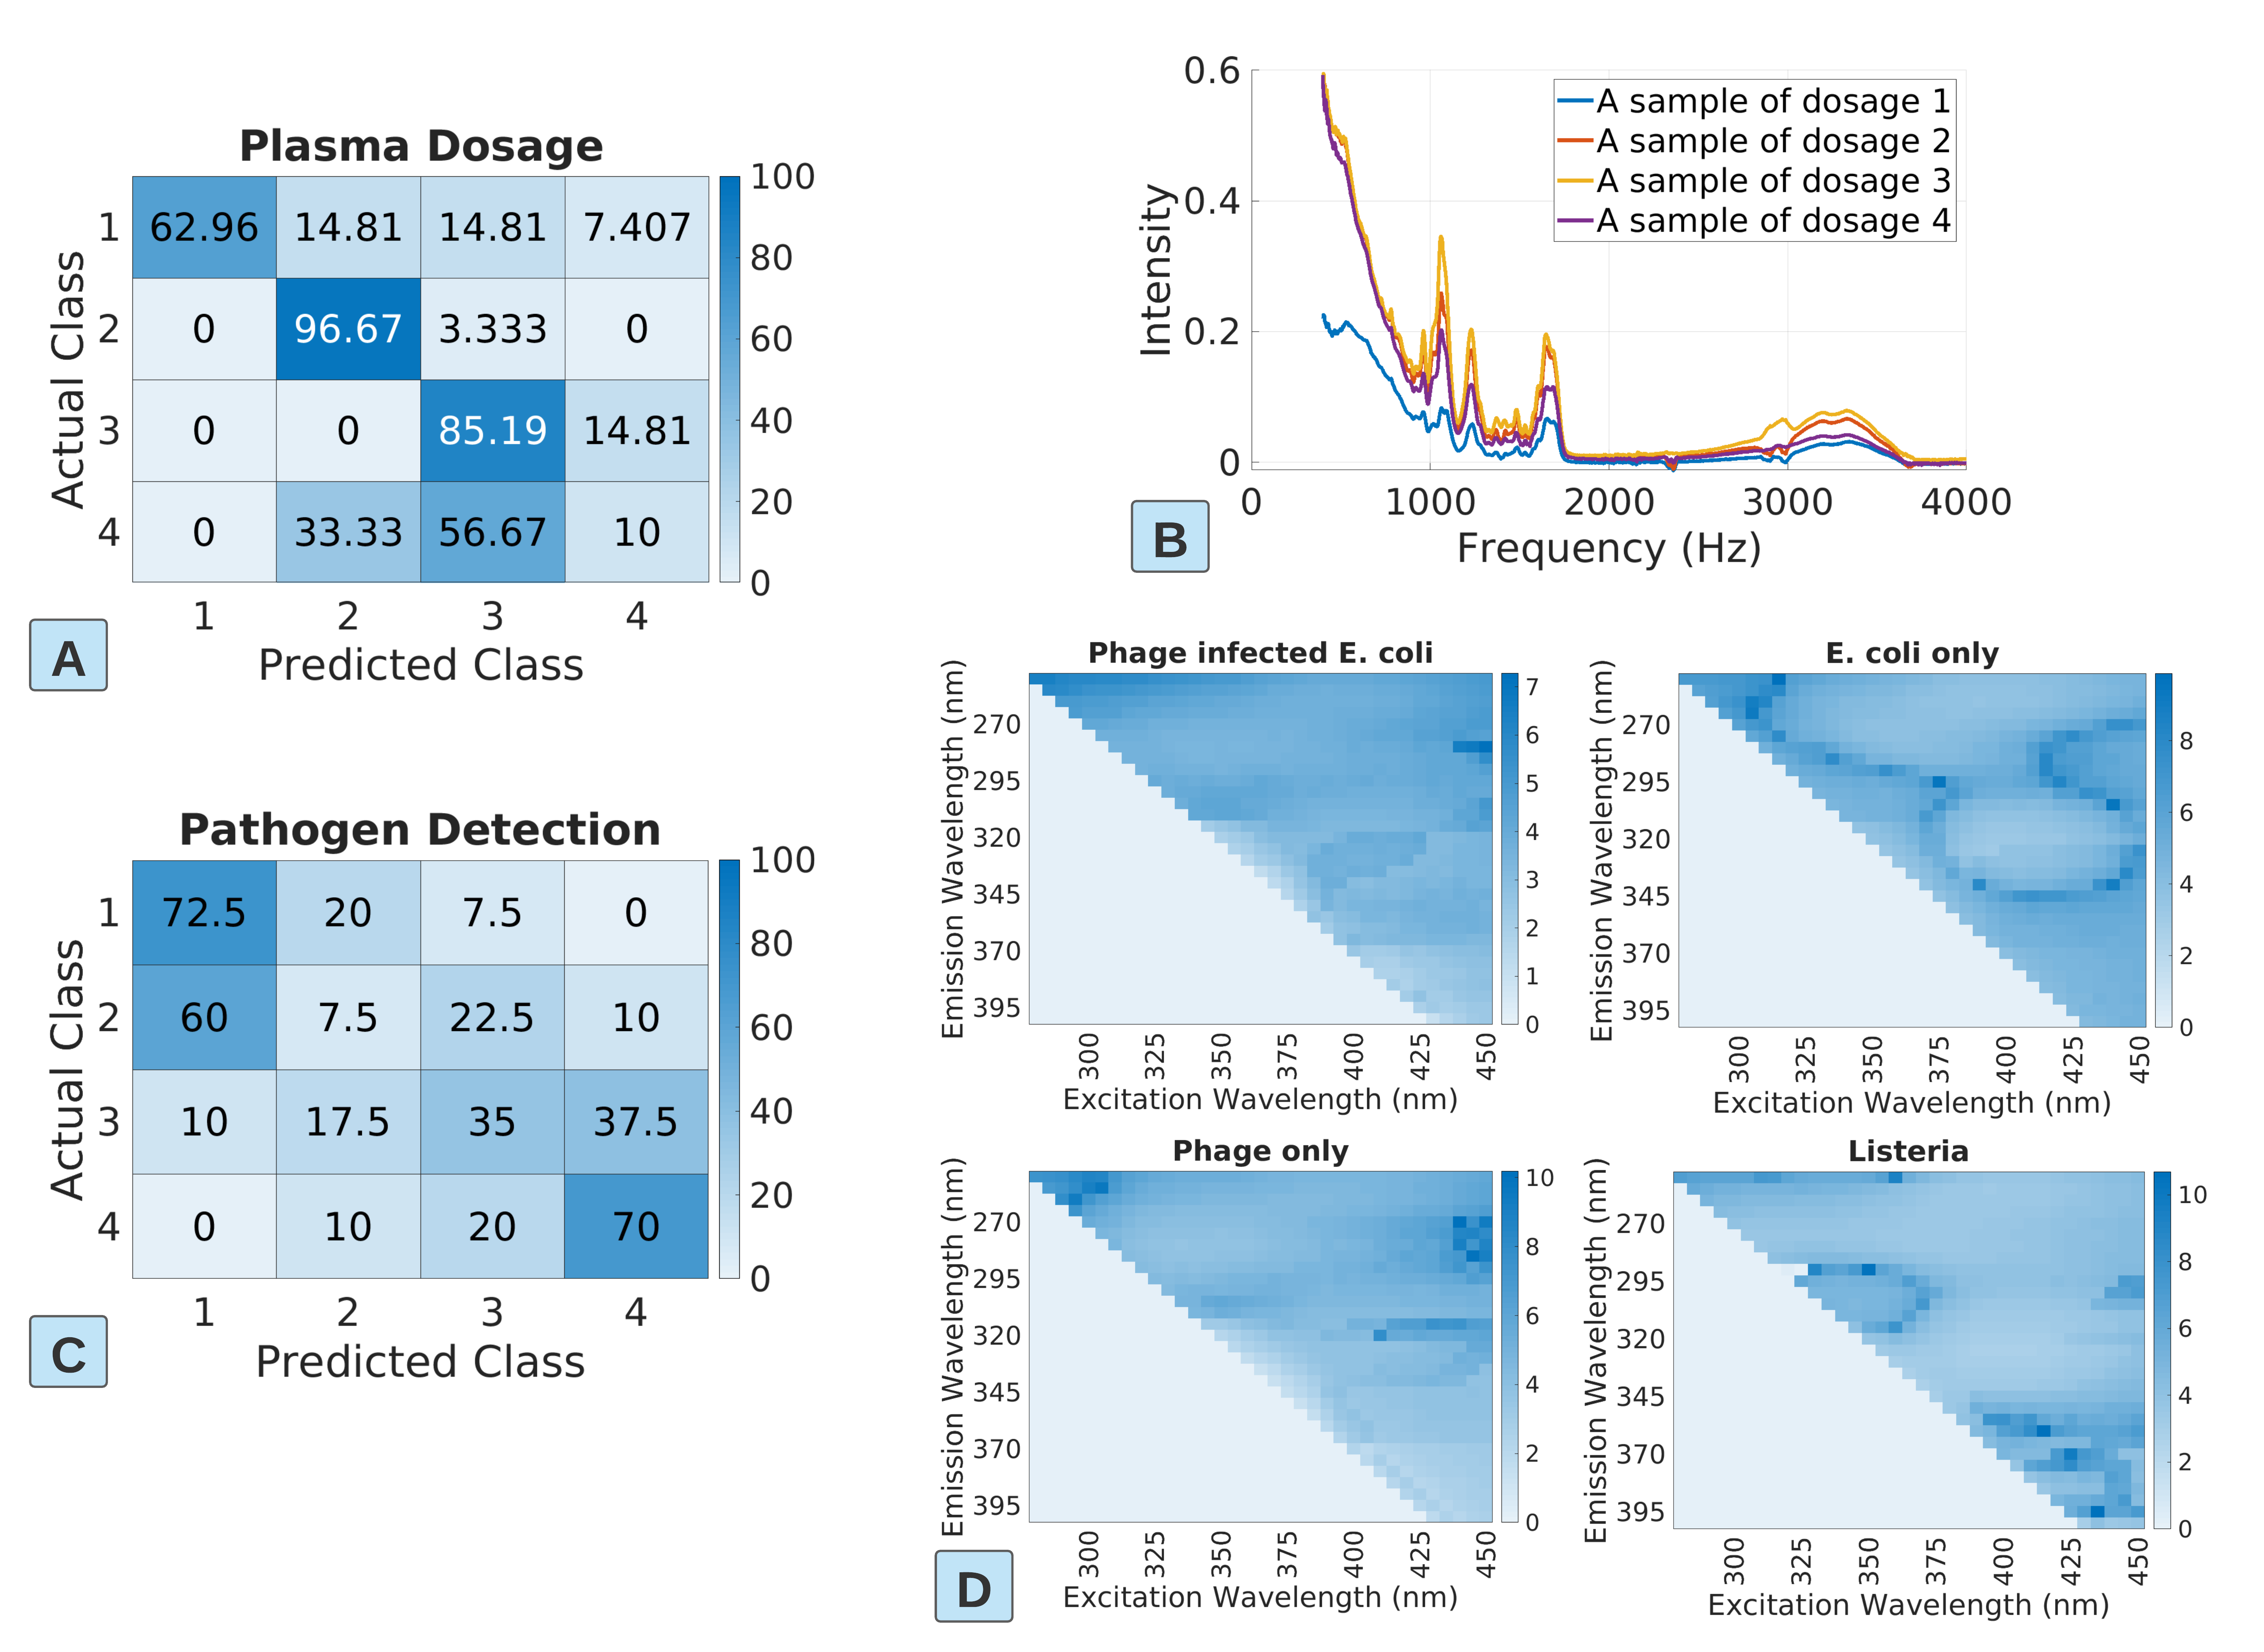 Plasma Dosage
Actual Class
1 62.96 14.81 14.81 7.407
2 0 96.67 3.333 0
3 0 0 85.19 14.81
4 0 33.33 56.67 10
1 2 3 4
Predicted Class
100
80
60
40
20
0
A
Intensity
0.6
0.4
0.2
0
A sample of dosage 1
A sample of dosage 2
A sample of dosage 3
A sample of dosage 4
0 1000 2000 3000 4000
Frequency (Hz)
B
Pathogen Detection
Actual Class
1 72.5 20 7.5 0
2 60 7.5 22.5 10
3 10 17.5 35 37.5
4 0 10 20 70
1 2 3 4
Predicted Class
100
80
60
40
20
0
C
Phage infected E. coli
Emission Wavelength (nm)
270
295
320
345
370
395
300 325 350 375 400 425 450
Excitation Wavelength (nm)
7
6
5
4
3
2
1
0
E. coli only
Emission Wavelength (nm)
270
295
320
345
370
395
300 325 350 375 400 425 450
Excitation Wavelength (nm)
8
6
4
2
0
Phage only
Emission Wavelength (nm)
270
295
320
345
370
395
300 325 350 375 400 425 450
Excitation Wavelength (nm)
10
8
6
4
2
0
Listeria
Emission Wavelength (nm)
270
295
320
345
370
395
300 325 350 375 400 425 450
Excitation Wavelength (nm)
10
8
6
4
2
0
D